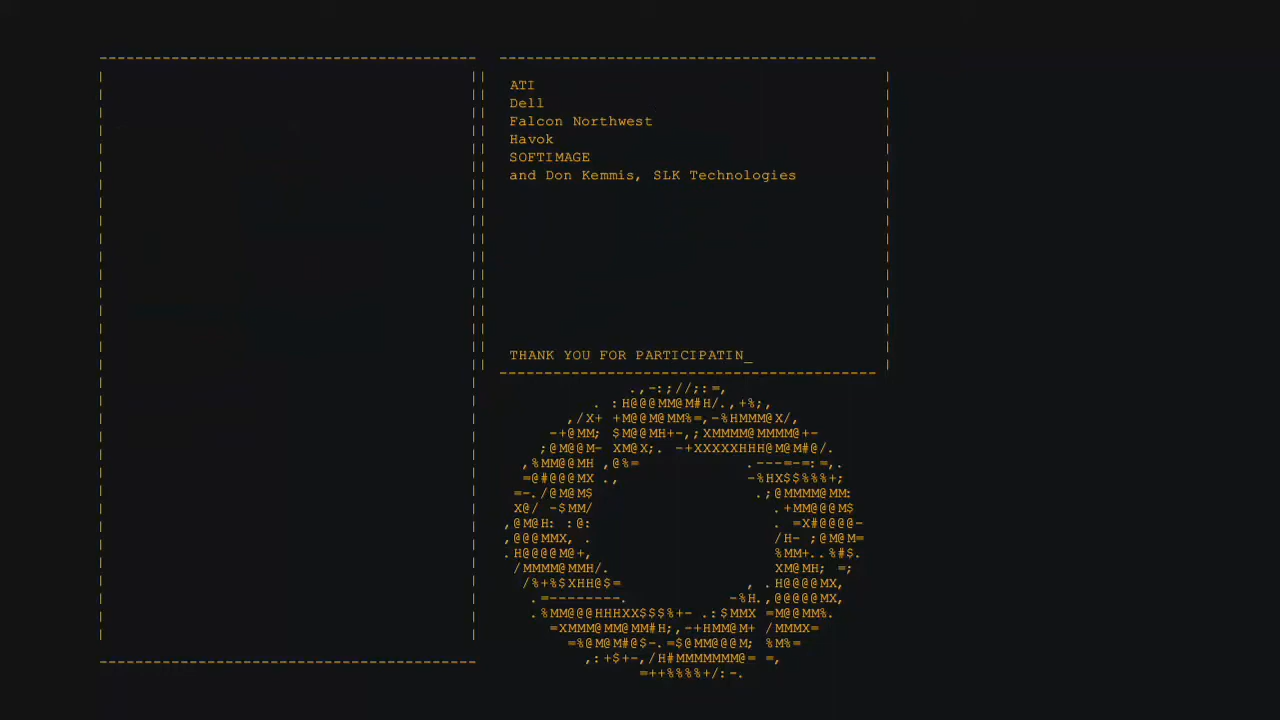 ATI
Dell
Falcon Northwest
Havok
SOFTIMAGE
and Don Kemmis, SLK Technologies
THANK YOU FOR PARTICIPATIN_